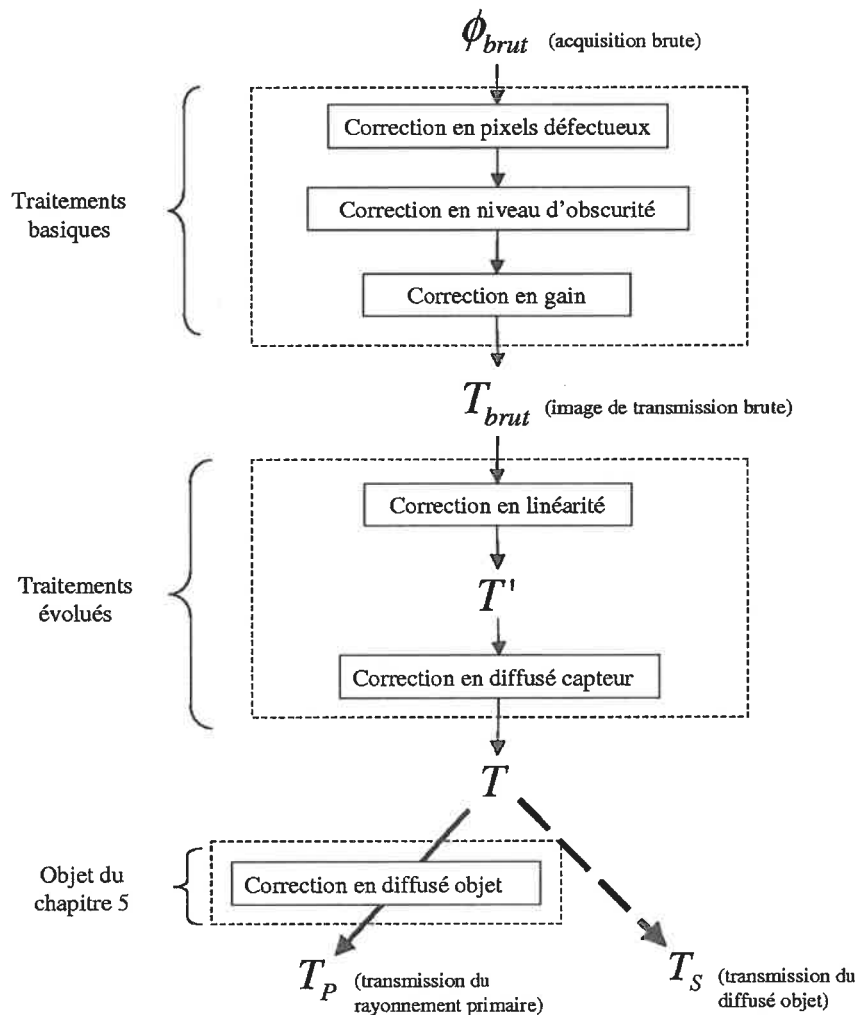 ϕbrut (acquisition brute)
Correction en pixels défectueux
Traitements
basiques
Correction en niveau d'obscurité
Correction en gain
Tbrut (image de transmission brute)
Correction en linéarité
Traitements
évolués
T'
Correction en diffusé capteur
T
Objet du
chapitre 5
Correction en diffusé objet
TP (transmission du
rayonnement primaire)
TS (transmission du
diffusé objet)